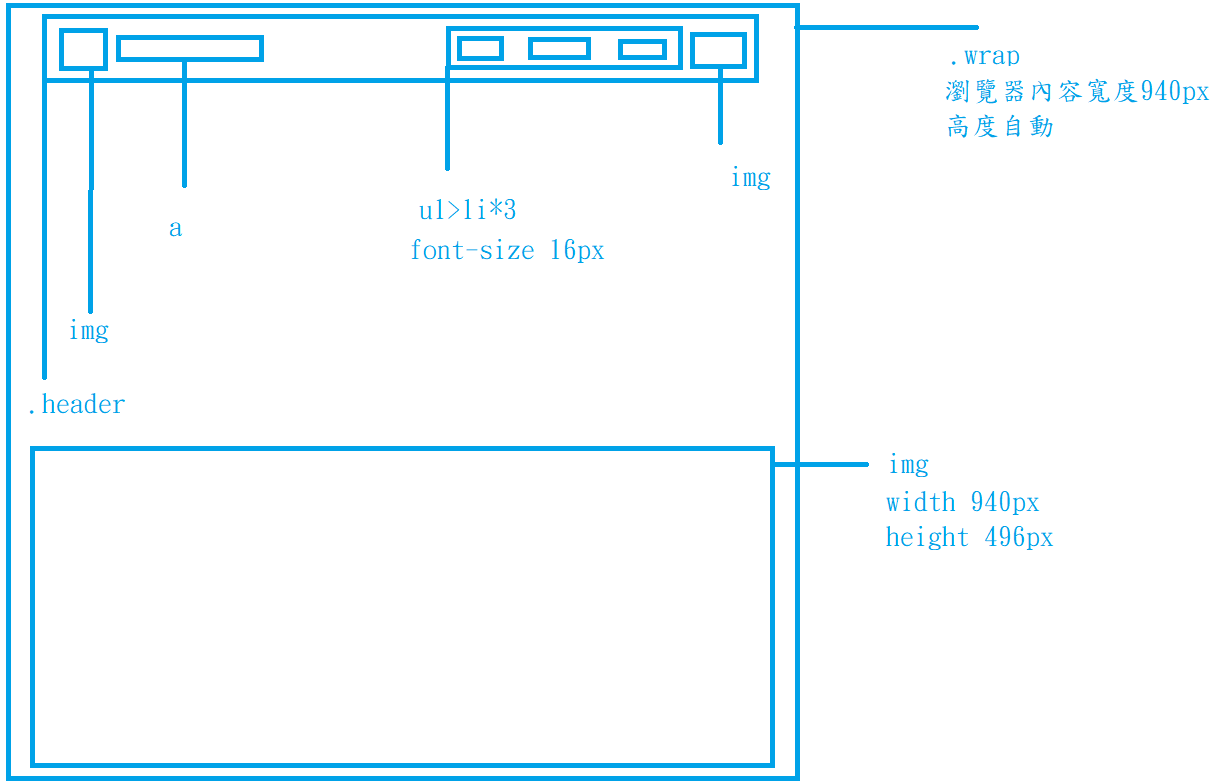 .wrap
瀏覽器內容寬度940px
高度自動
img
ul>li*3
font-size 16px
a
img
.header
img
width 940px
height 496px